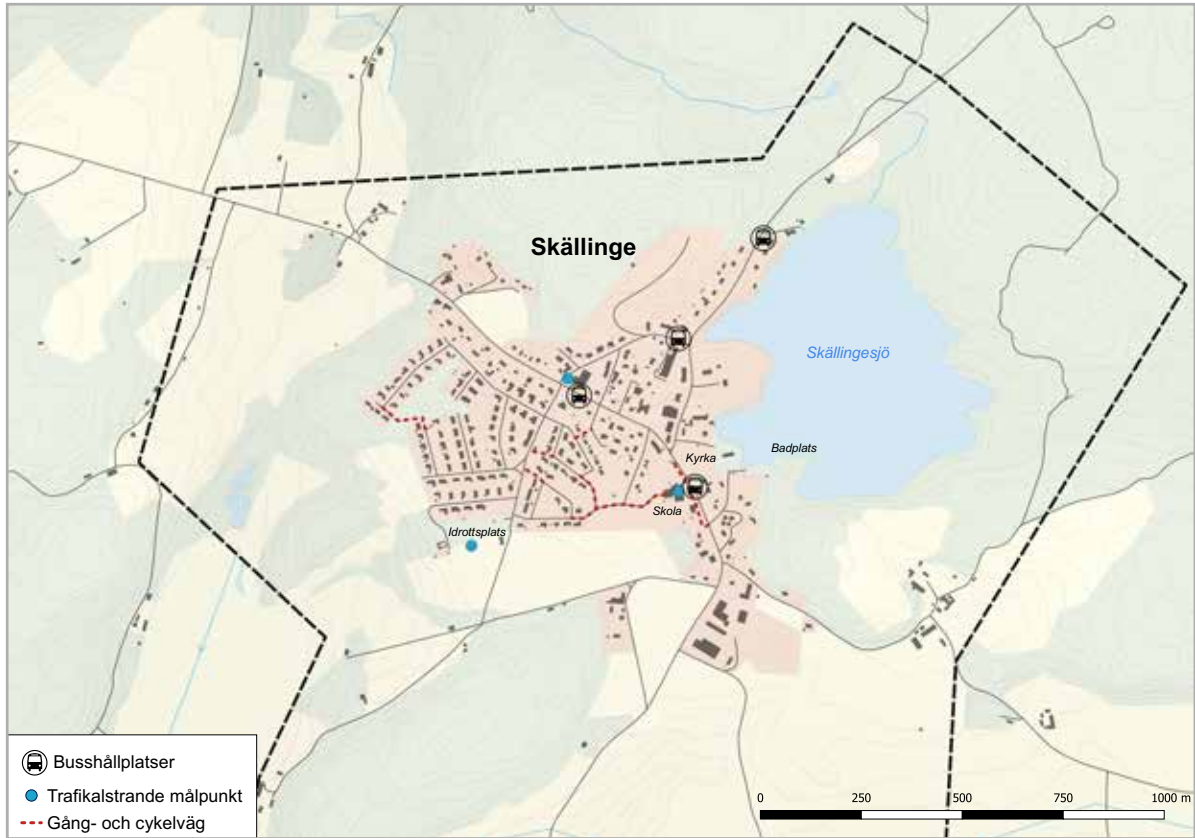 Skällinge
Skällingesjö
Badplats
Kyrka
Skola
Idrottsplats
Busshållplatser
Trafikalstrande målpunkt
Gång- och cykelväg
0 250 500 750 1000 m